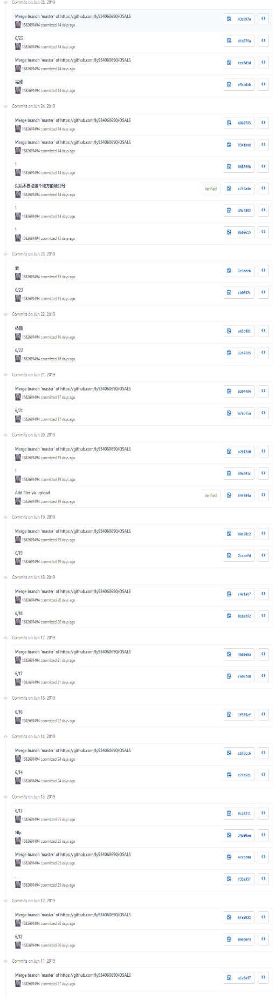 Commits on Jun 25, 2019
Merge branch 'master' of https://github.com/ly934060690/OSALS
1582691494 committed 14 days ago
43d597a
6/25
1582691494 committed 14 days ago
d1d676a
Merge branch 'master' of https://github.com/ly934060690/OSALS
1582691494 committed 14 days ago
cec8d5d
完成
1582691494 committed 14 days ago
e5cadab
Commits on Jun 24, 2019
Merge branch 'master' of https://github.com/ly934060690/OSALS
1582691494 committed 14 days ago
4868785
Merge branch 'master' of https://github.com/ly934060690/OSALS
1582691494 committed 14 days ago
9341bae
1
1582691494 committed 14 days ago
0686f6b
以后不要动这个地方的端口号
1582691494 committed 14 days ago
Verified
c743a4e
1
1582691494 committed 14 days ago
d5c4802
1
1582691494 committed 15 days ago
0b68615
Commits on Jun 23, 2019
表
1582691494 committed 15 days ago
2e3eee6
6/23
1582691494 committed 15 days ago
cb0037c
Commits on Jun 22, 2019
依赖
1582691494 committed 16 days ago
ab5c881
6/22
1582691494 committed 16 days ago
22f4705
Commits on Jun 21, 2019
Merge branch 'master' of https://github.com/ly934060690/OSALS
1582691494 committed 17 days ago
b294f94
6/21
1582691494 committed 17 days ago
a7a5f5a
Commits on Jun 20, 2019
Merge branch 'master' of https://github.com/ly934060690/OSALS
1582691494 committed 19 days ago
a2b12d0
1
1582691494 committed 19 days ago
49e5f1c
Add files via upload
1582691494 committed 19 days ago
Verified
64ff84a
Commits on Jun 19, 2019
Merge branch 'master' of https://github.com/ly934060690/OSALS
1582691494 committed 19 days ago
dac28c2
6/19
1582691494 committed 19 days ago
2cccefd
Commits on Jun 18, 2019
Merge branch 'master' of https://github.com/ly934060690/OSALS
1582691494 committed 20 days ago
c4e1ab7
6/18
1582691494 committed 20 days ago
81bef92
Commits on Jun 17, 2019
Merge branch 'master' of https://github.com/ly934060690/OSALS
1582691494 committed 21 days ago
46b9e8a
6/17
1582691494 committed 21 days ago
c60e7a8
Commits on Jun 16, 2019
6/16
1582691494 committed 22 days ago
1f355ef
Commits on Jun 14, 2019
Merge branch 'master' of https://github.com/ly934060690/OSALS
1582691494 committed 24 days ago
cbfdcc6
6/14
1582691494 committed 24 days ago
e7fa5b1
Commits on Jun 13, 2019
6/13
1582691494 committed 25 days ago
6ca3211
Nlp
1582691494 committed 25 days ago
34d80ae
Merge branch 'master' of https://github.com/ly934060690/OSALS
1582691494 committed 25 days ago
47cb748
.
1582691494 committed 25 days ago
f33a35f
Commits on Jun 12, 2019
Merge branch 'master' of https://github.com/ly934060690/OSALS
1582691494 committed 26 days ago
6fe8922
6/12
1582691494 committed 26 days ago
866b6f3
Commits on Jun 11, 2019
Merge branch 'master' of https://github.com/ly934060690/OSALS
1582691494 committed 27 days ago
a1a6a47